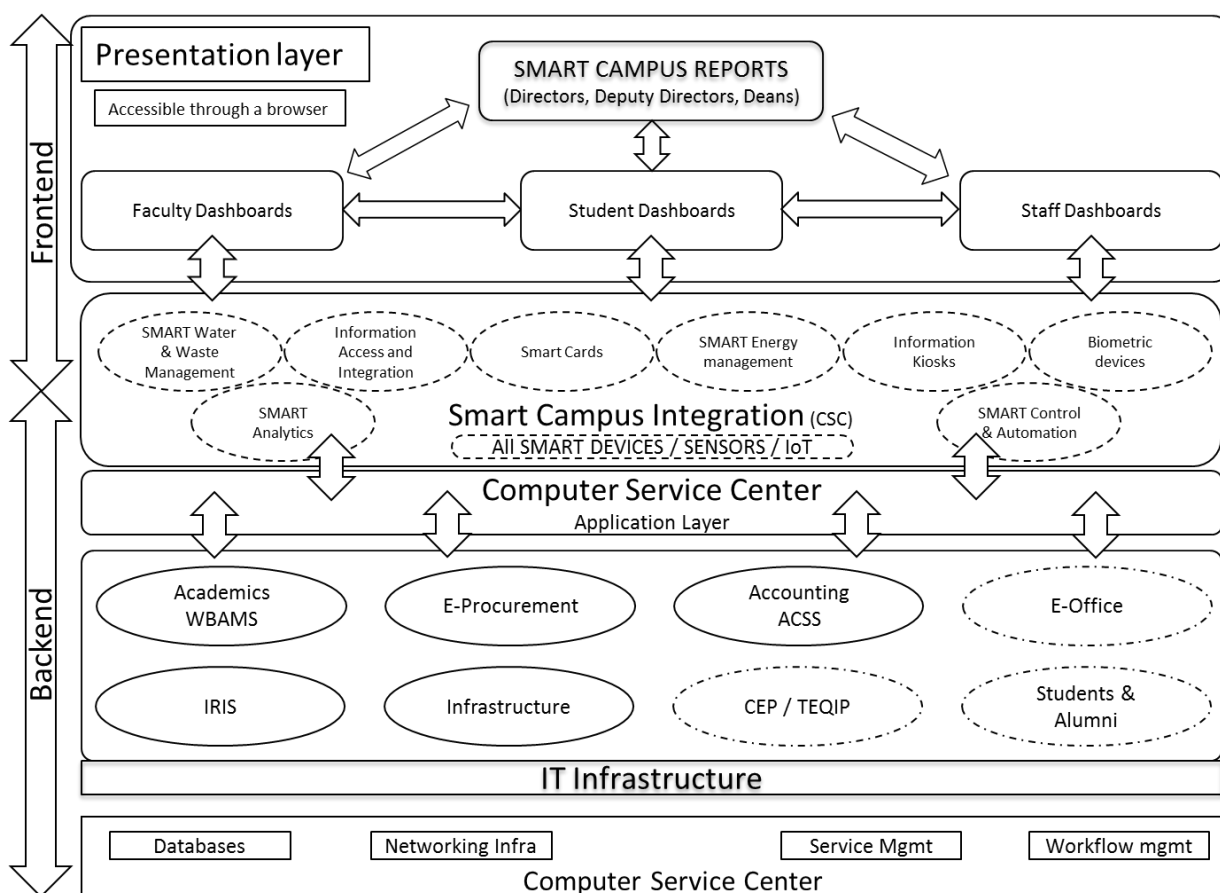 Presentation layer
Accessible through a browser
SMART CAMPUS REPORTS
(Directors, Deputy Directors, Deans)
Frontend
Faculty Dashboards
Student Dashboards
Staff Dashboards
SMART Water
& Waste
Management
Information
Access and
Integration
Smart Cards
SMART Energy
management
Information
Kiosks
Biometric
devices
SMART
Analytics
Smart Campus Integration (CSC)
All SMART DEVICES / SENSORS / IoT
SMART Control
& Automation
Computer Service Center
Application Layer
Backend
Academics
WBAMS
E-Procurement
Accounting
ACSS
E-Office
IRIS
Infrastructure
CEP / TEQIP
Students &
Alumni
IT Infrastructure
Databases
Networking Infra
Service Mgmt
Workflow mgmt
Computer Service Center